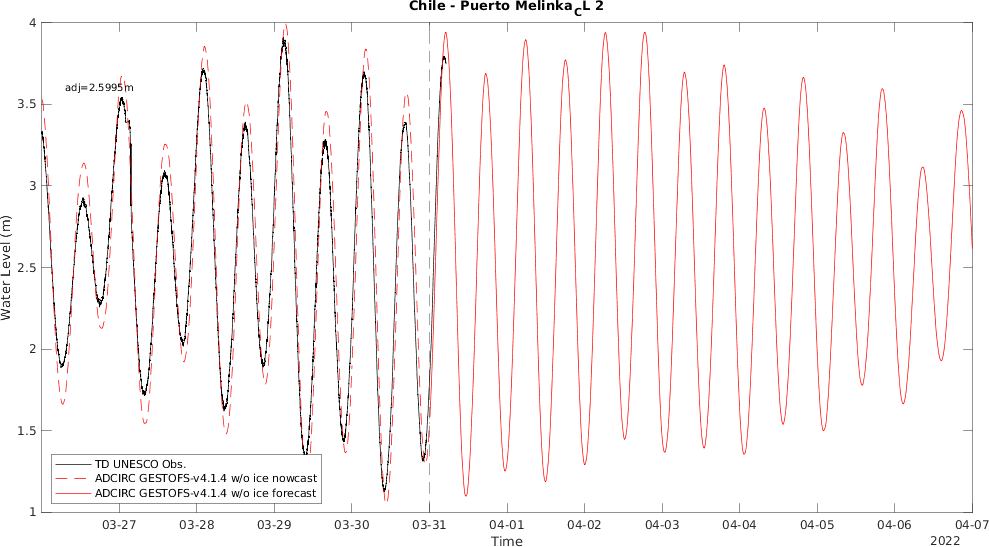 Chile - Puerto Melinka_CL 2
adj=2.5995m
Water Level (m)
4
3.5
3
2.5
2
1.5
1
TD UNESCO Obs.
ADCIRC GESTOFS-v4.1.4 w/o ice nowcast
ADCIRC GESTOFS-v4.1.4 w/o ice forecast
03-27 03-28 03-29 03-30 03-31 04-01 04-02 04-03 04-04 04-05 04-06 04-07
Time
2022